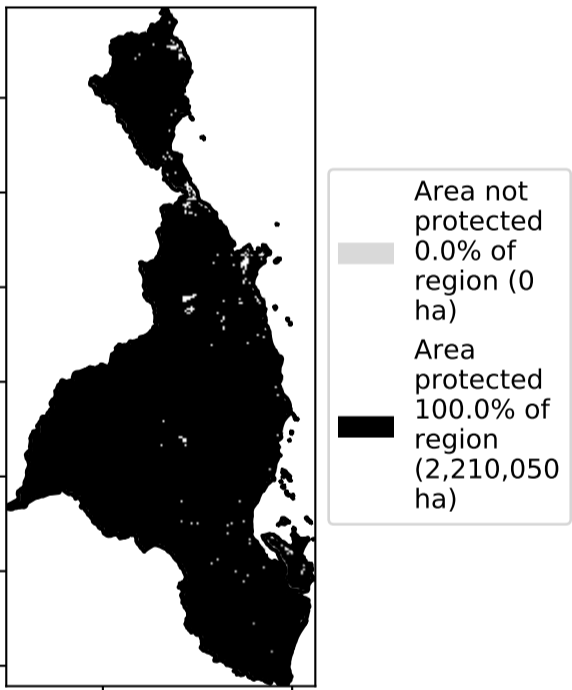 Area not
protected
0.0% of
region (0
ha)
Area
protected
100.0% of
region
(2,210,050
ha)